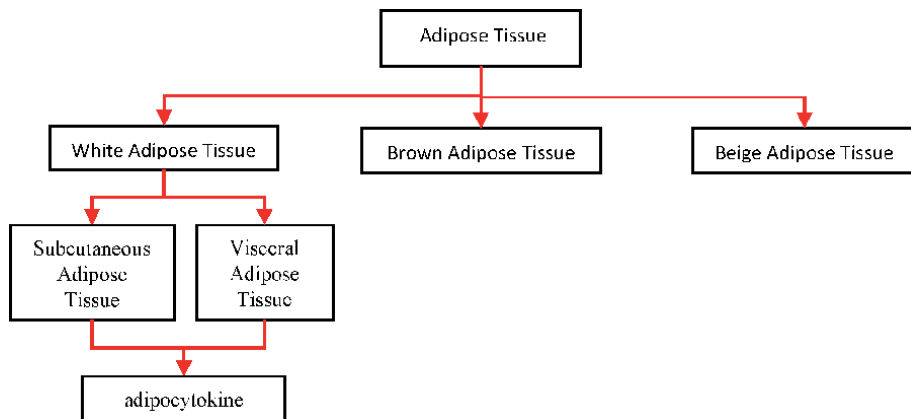 Adipose Tissue
White Adipose Tissue
Brown Adipose Tissue
Beige Adipose Tissue
Subcutaneous
Adipose
Tissue
Visceral
Adipose
Tissue
adipocytokine